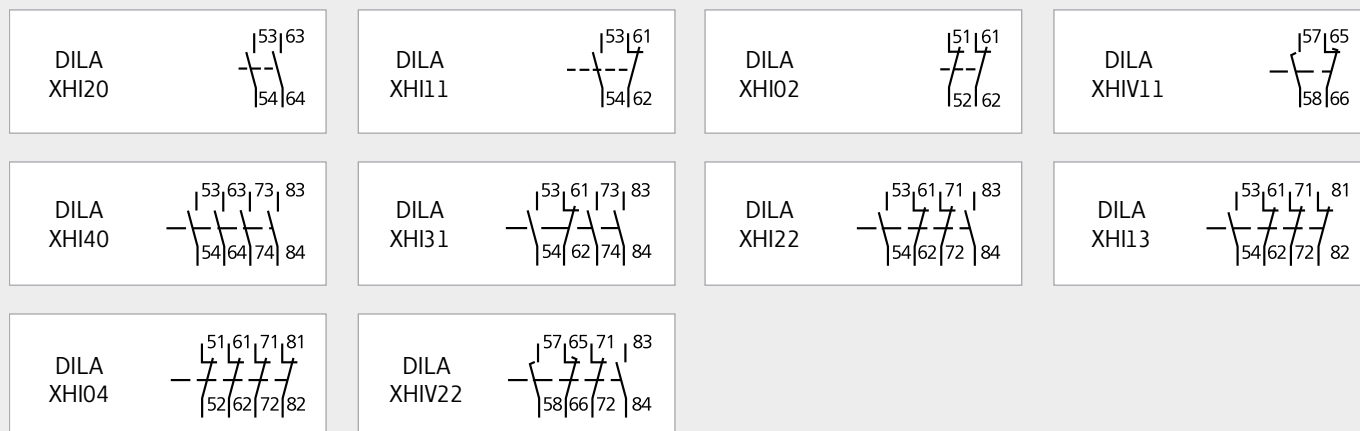 DILA
XHI20
53 63
54 64
DILA
XHI11
53 61
54 62
DILA
XHI02
51 61
52 62
DILA
XHIV11
57 65
58 66
DILA
XHI40
53 63 73 83
54 64 74 84
DILA
XHI31
53 61 73 83
54 62 74 84
DILA
XHI22
53 61 71 83
54 62 72 84
DILA
XHI13
53 61 71 81
54 62 72 82
DILA
XHI04
51 61 71 81
52 62 72 82
DILA
XHIV22
57 65 71 83
58 66 72 84